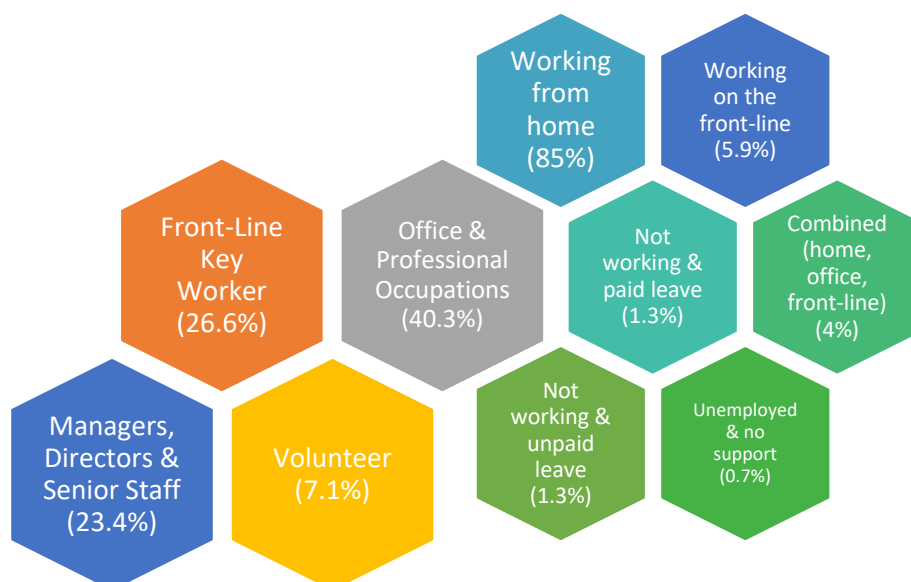 Working
from
home
(85%)
Working
on the
front-line
(5.9%)
Front-Line
Key
Worker
(26.6%)
Office &
Professional
Occupations
(40.3%)
Not
working &
paid leave
(1.3%)
Combined
(home,
office,
front-line)
(4%)
Managers,
Directors &
Senior Staff
(23.4%)
Volunteer
(7.1%)
Not
working &
unpaid
leave
(1.3%)
Unemployed
& no
support
(0.7%)